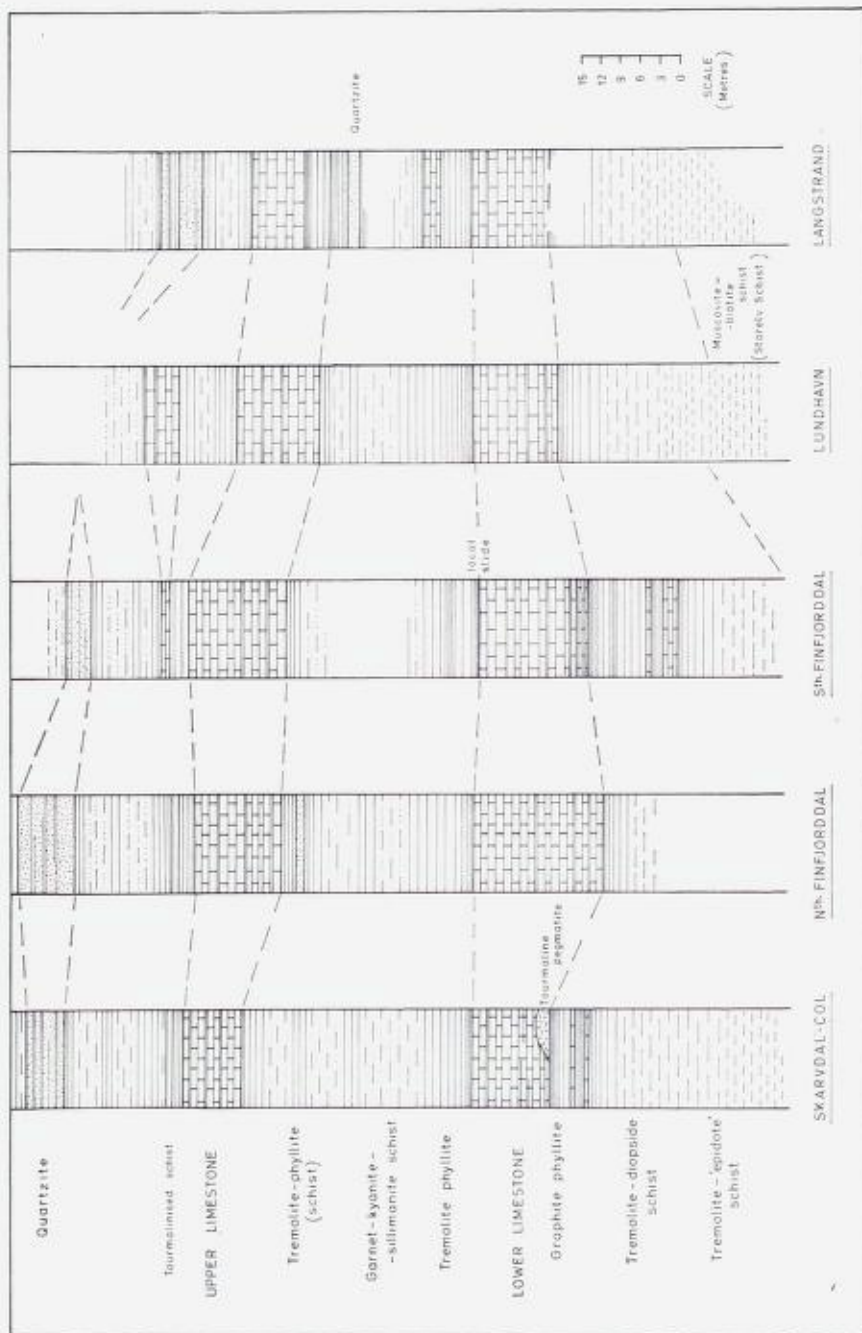 Quartzite
Tourmalinised schist
UPPER LIMESTONE
Tremolite-phyllite
(schist)
Garnet-kyanite-
-sillimanite schist
Tremolite phyllite
LOWER LIMESTONE
Graphite phyllite
Tremolite-diopside
schist
Tremolite-'epidote'
schist
Tourmaline
pegmatite
local
slide
Muscovite-
-biotite
schist
(Storelv Schist)
Quartzite
15
12
9
6
3
0
SCALE
(Metres)
SKARVDAL-COL
Nth. FINFJORDDAL
Sth. FINFJORDDAL
LUNDHAVN
LANGSTRAND